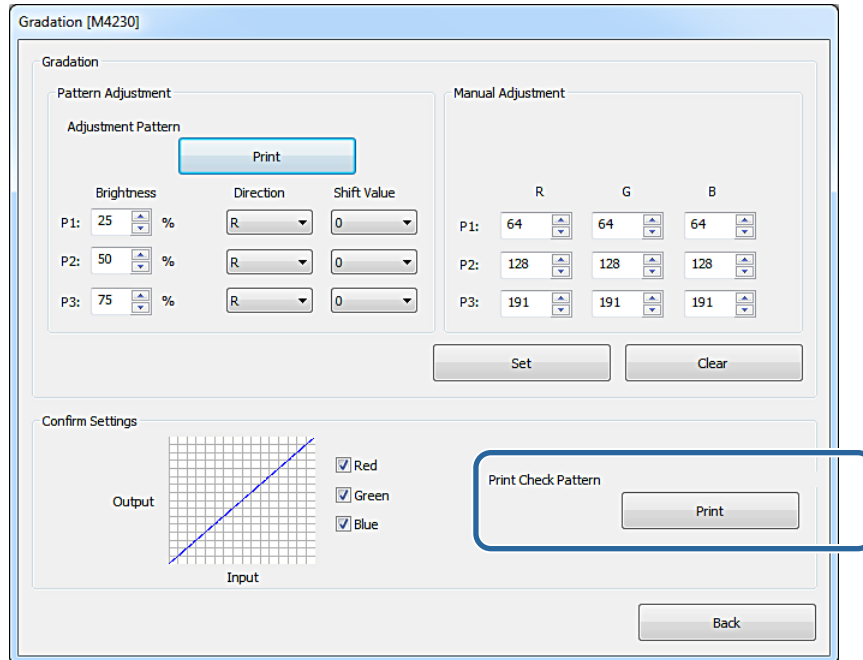 Gradation [M4230]
Gradation
Pattern Adjustment
Adjustment Pattern
Print
Brightness Direction Shift Value
P1: 25 % R 0
P2: 50 % R 0
P3: 75 % R 0
Manual Adjustment
R G B
P1: 64 64 64
P2: 128 128 128
P3: 191 191 191
Set Clear
Confirm Settings
Output
Input
Red
Green
Blue
Print Check Pattern
Print
Back